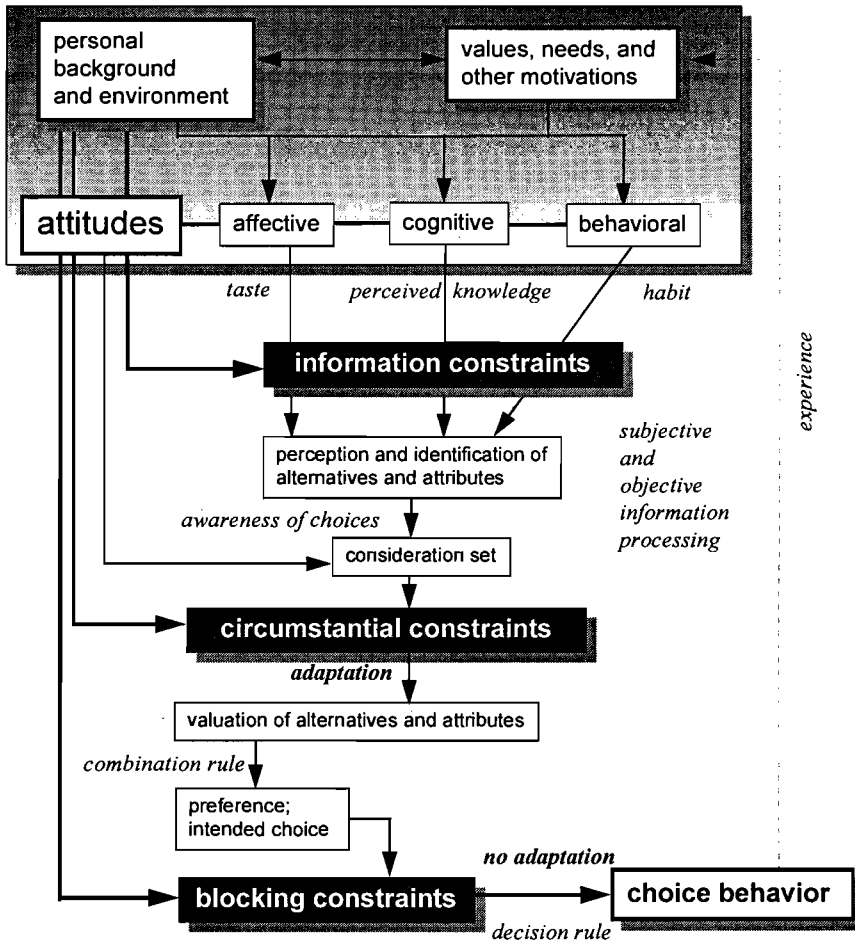 personal
background
and environment
values, needs, and
other motivations
attitudes
affective
cognitive
behavioral
taste
perceived knowledge
habit
information constraints
perception and identification of
alternatives and attributes
subjective
and
objective
information
processing
experience
awareness of choices
consideration set
circumstantial constraints
adaptation
valuation of alternatives and attributes
combination rule
preference;
intended choice
no adaptation
blocking constraints
choice behavior
decision rule